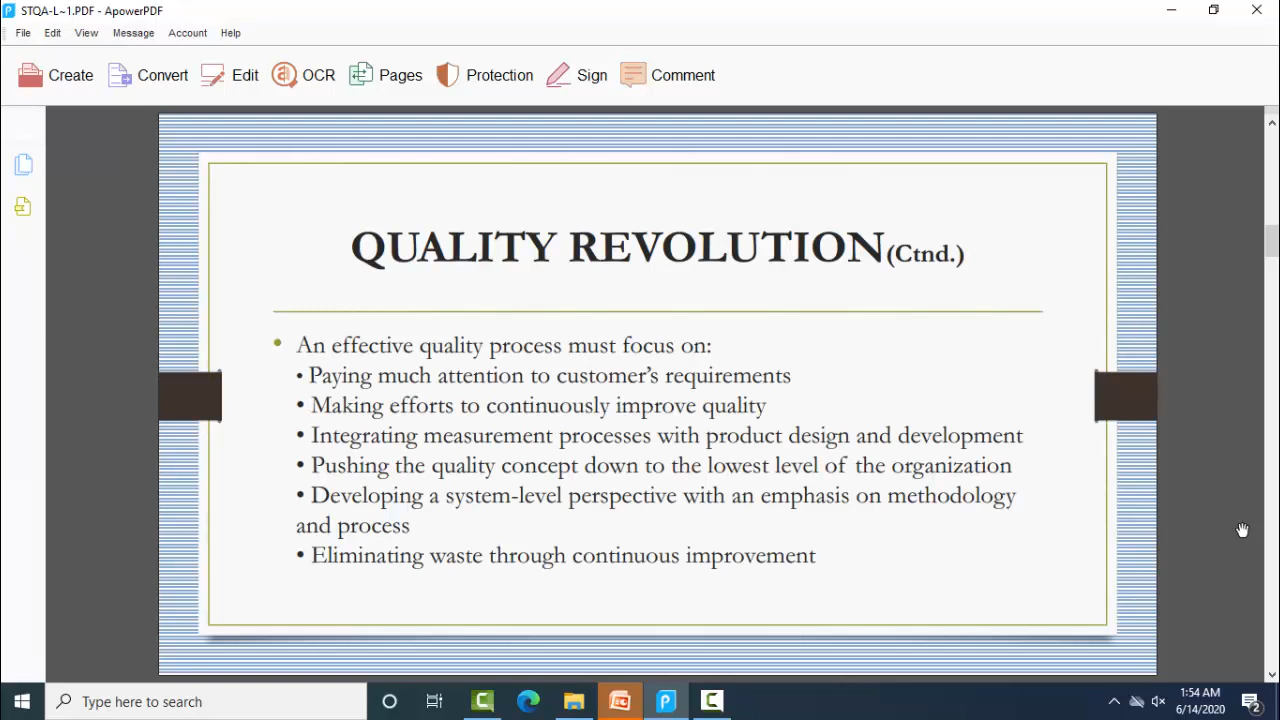 STQA-L~1.PDF - ApowerPDF
File Edit View Message Account Help
Create Convert Edit OCR Pages Protection Sign Comment
QUALITY REVOLUTION(Ctnd.)
• An effective quality process must focus on:
• Paying much attention to customer’s requirements
• Making efforts to continuously improve quality
• Integrating measurement processes with product design and development
• Pushing the quality concept down to the lowest level of the organization
• Developing a system-level perspective with an emphasis on methodology
and process
• Eliminating waste through continuous improvement
Type here to search
1:54 AM
6/14/2020
2